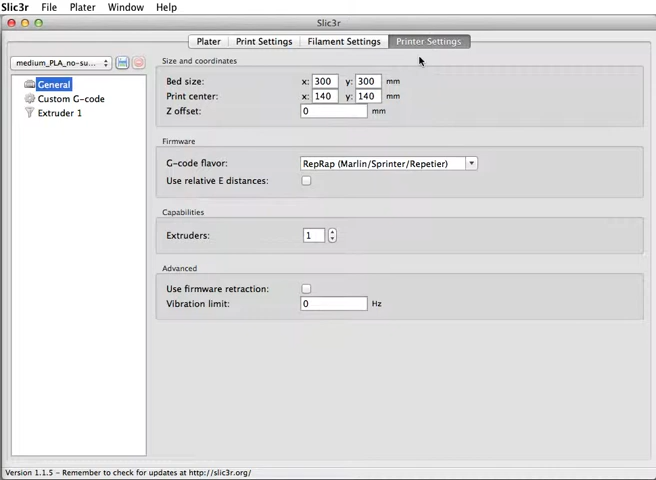 Slic3r File Plater Window Help
Slic3r
Plater Print Settings Filament Settings Printer Settings
medium_PLA_no-su...
General
Custom G-code
Extruder 1
Size and coordinates
Bed size: x: 300 y: 300 mm
Print center: x: 140 y: 140 mm
Z offset: 0 mm
Firmware
G-code flavor: RepRap (Marlin/Sprinter/Repetier)
Use relative E distances:
Capabilities
Extruders: 1
Advanced
Use firmware retraction:
Vibration limit: 0 Hz
Version 1.1.5 - Remember to check for updates at http://slic3r.org/